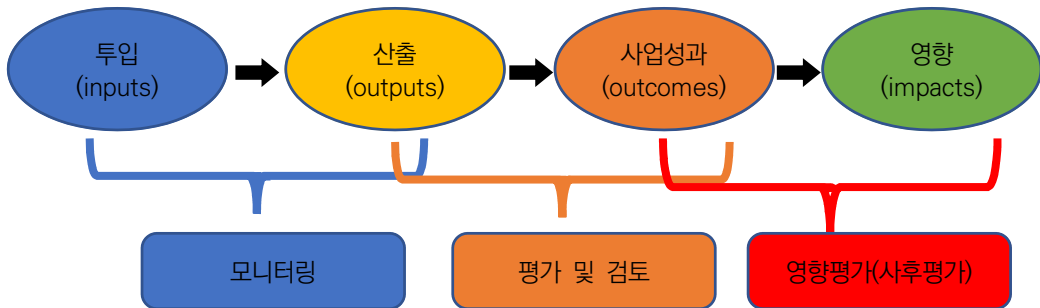 투입
(inputs)
산출
(outputs)
사업성과
(outcomes)
영향
(impacts)
모니터링
평가 및 검토
영향평가(사후평가)